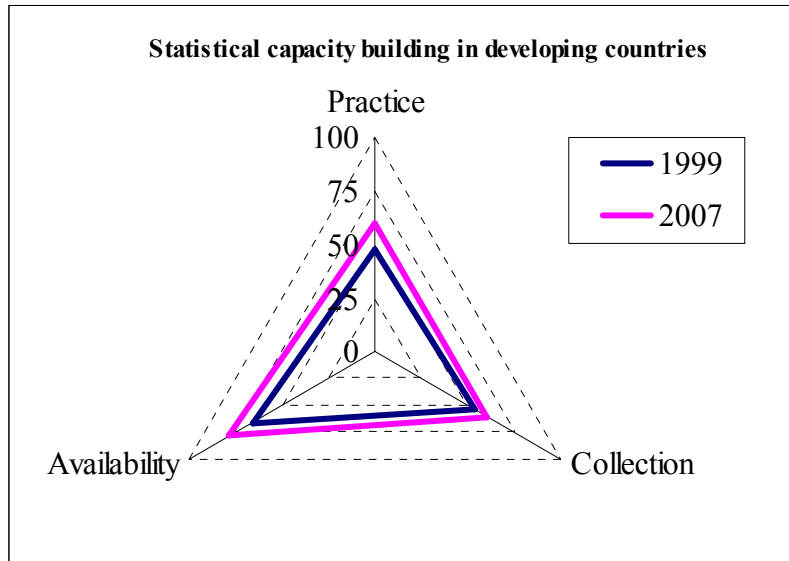 Statistical capacity building in developing countries
Practice
100
75
50
25
0
1999
2007
Availability
Collection